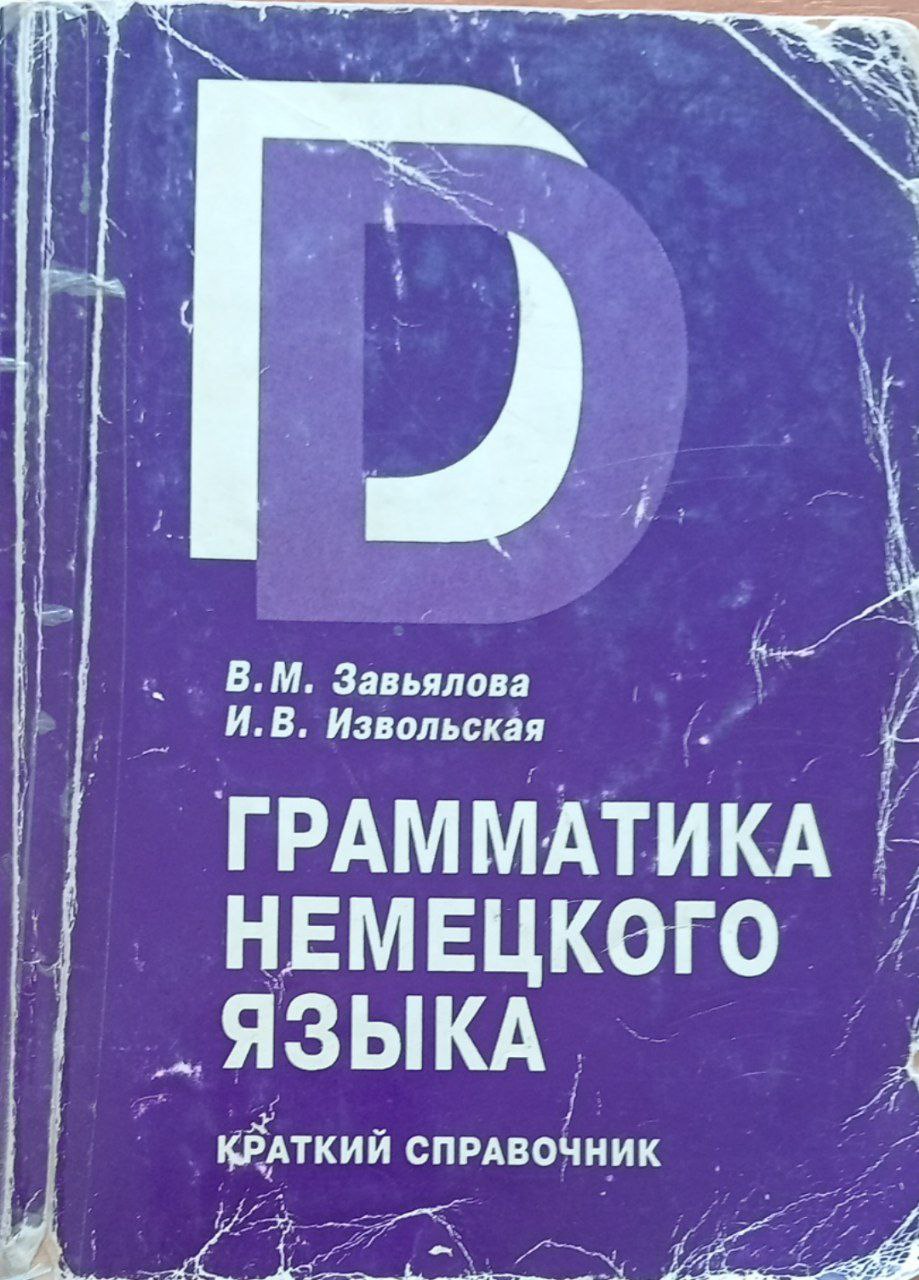 D
В.М. Завьялова
И.В. Извольская
ГРАММАТИКА
НЕМЕЦКОГО
ЯЗЫКА
КРАТКИЙ СПРАВОЧНИК